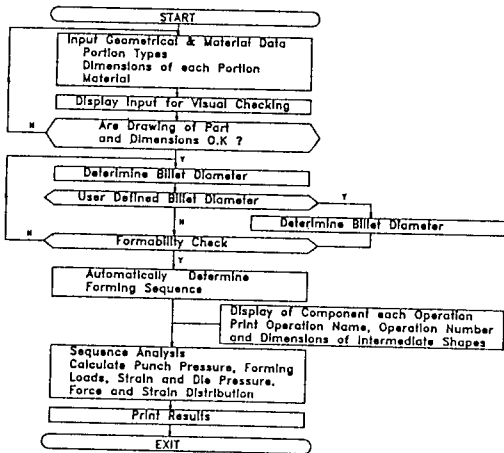 START
Input Geometrical & Material Data
Portion Types
Dimensions of each Portion
Material
Display Input for Visual Checking
N
Are Drawing of Part
and Dimensions O.K ?
Y
Determine Billet Diameter
User Defined Billet Diameter
Y
N
Determine Billet Diameter
N
Formability Check
Y
Automatically Determine
Forming Sequence
Display of Component each Operation
Print Operation Name, Operation Number
and Dimensions of Intermediate Shapes
Sequence Analysis
Calculate Punch Pressure, Forming
Loads, Strain and Die Pressure,
Force and Strain Distribution
Print Results
EXIT